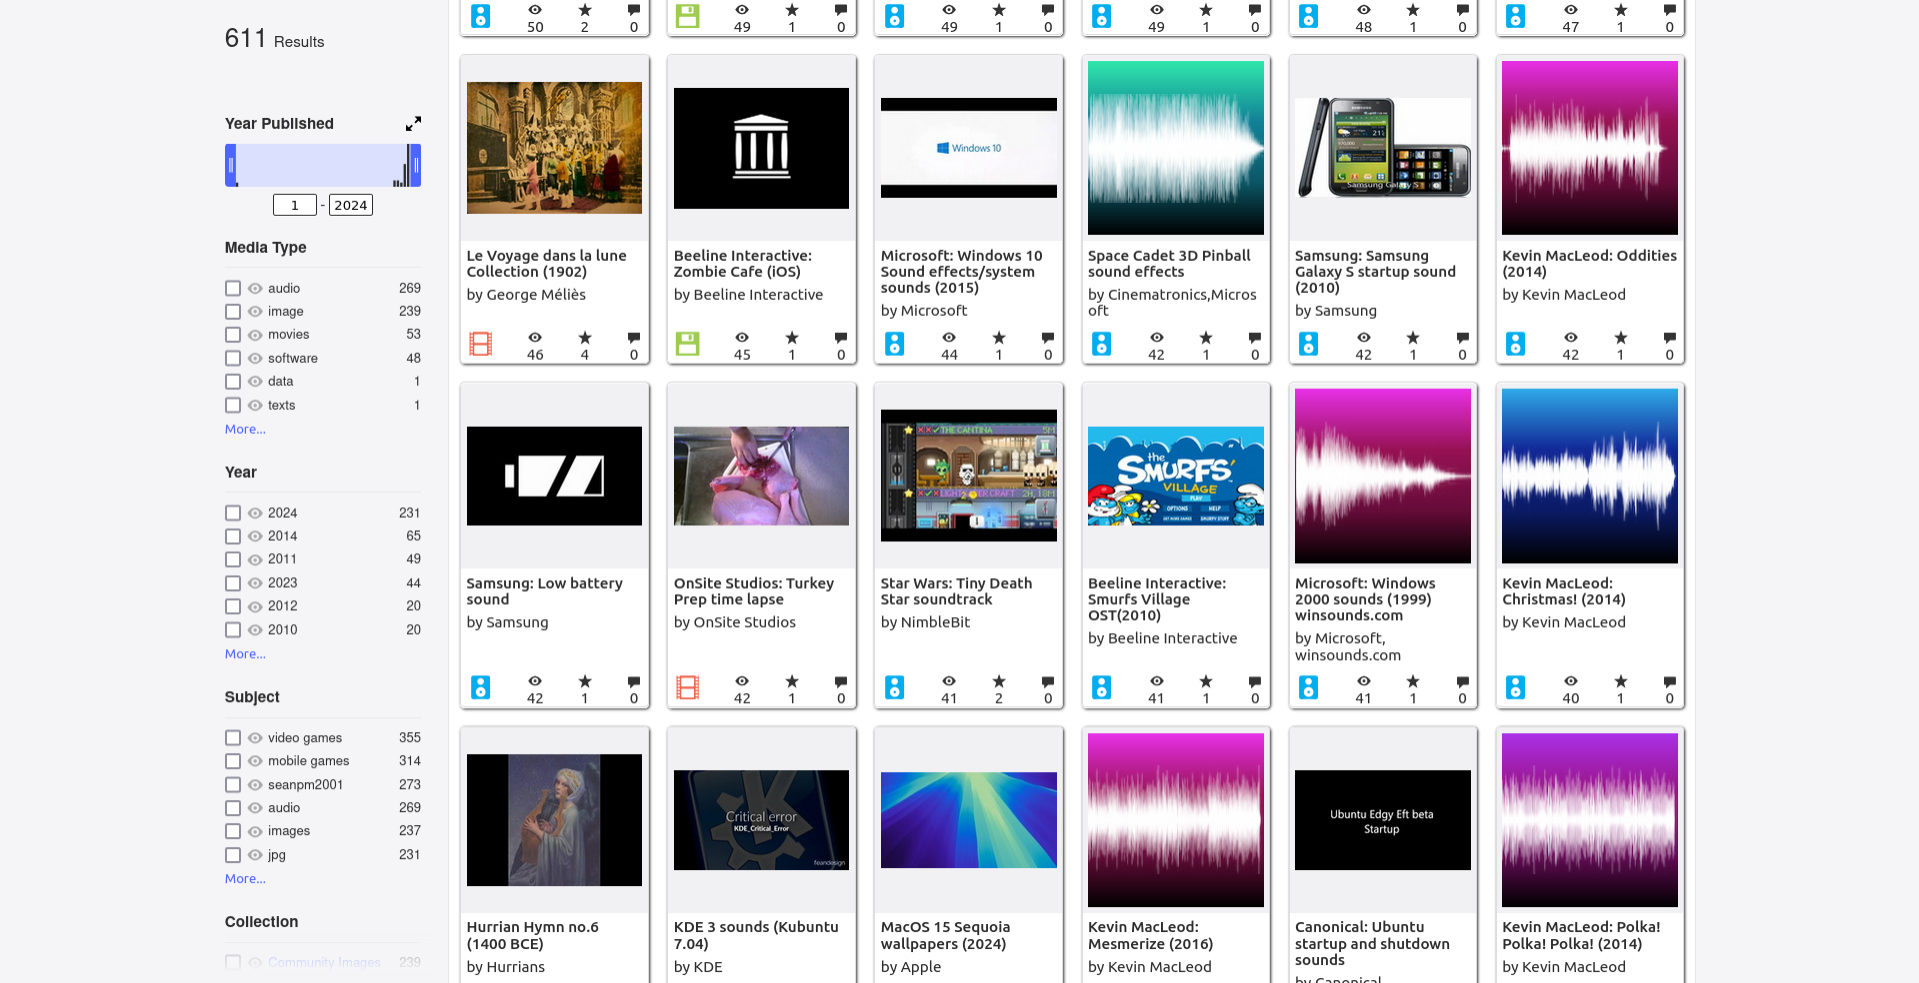 611 Results
Year Published
1 - 2024
Media Type
audio 269
image 239
movies 53
software 48
data 1
texts 1
More...
Year
2024 231
2014 65
2011 49
2023 44
2012 20
2010 20
More...
Subject
video games 355
mobile games 314
seanpm2001 273
audio 269
images 237
jpg 231
More...
Collection
Community Images 239
50 2 0
49 1 0
49 1 0
49 1 0
48 1 0
47 1 0
Le Voyage dans la lune
Collection (1902)
by George Méliès
46 4 0
Beeline Interactive:
Zombie Cafe (iOS)
by Beeline Interactive
45 1 0
Windows 10
Microsoft: Windows 10
Sound effects/system
sounds (2015)
by Microsoft
44 1 0
Space Cadet 3D Pinball
sound effects
by Cinematronics,Micros
oft
42 1 0
Samsung Galaxy S
Samsung: Samsung
Galaxy S startup sound
(2010)
by Samsung
42 1 0
Kevin MacLeod: Oddities
(2014)
by Kevin MacLeod
42 1 0
Samsung: Low battery
sound
by Samsung
42 1 0
OnSite Studios: Turkey
Prep time lapse
by OnSite Studios
42 1 0
THE CANTINA 5M
2H, 18M
Star Wars: Tiny Death
Star soundtrack
by NimbleBit
41 2 0
the
SMURFS'
VILLAGE
PLAY
OPTIONS HELP
GET MORE GAMES SMURFY STUFF
Beeline Interactive:
Smurfs Village
OST(2010)
by Beeline Interactive
41 1 0
Microsoft: Windows
2000 sounds (1999)
winsounds.com
by Microsoft,
winsounds.com
41 1 0
Kevin MacLeod:
Christmas! (2014)
by Kevin MacLeod
40 1 0
Hurrian Hymn no.6
(1400 BCE)
by Hurrians
Critical error
KDE_Critical_Error
feandesign
KDE 3 sounds (Kubuntu
7.04)
by KDE
MacOS 15 Sequoia
wallpapers (2024)
by Apple
Kevin MacLeod:
Mesmerize (2016)
by Kevin MacLeod
Ubuntu Edgy Eft beta
Startup
Canonical: Ubuntu
startup and shutdown
sounds
by Canonical
Kevin MacLeod: Polka!
Polka! Polka! (2014)
by Kevin MacLeod